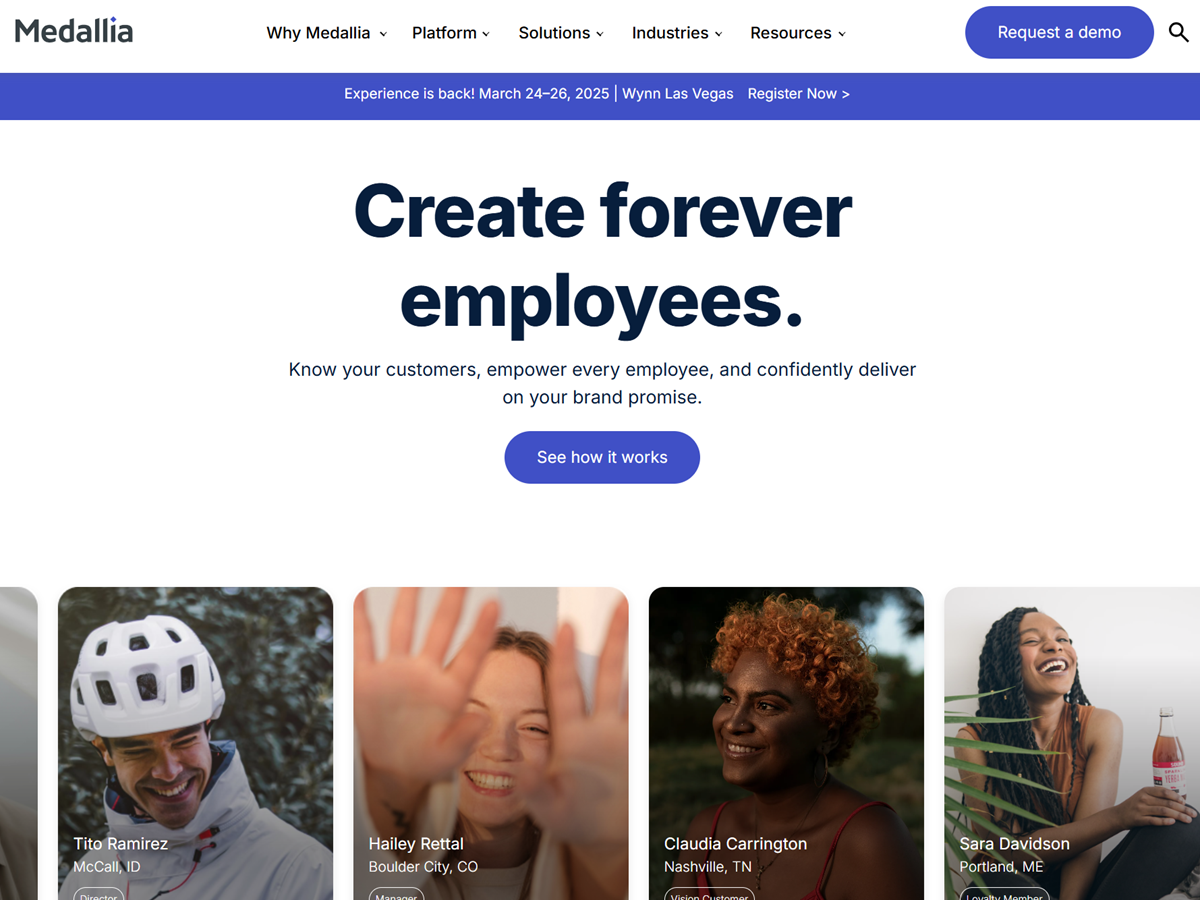 Medallia
Why Medallia
Platform
Solutions
Industries
Resources
Request a demo
Experience is back! March 24–26, 2025 | Wynn Las Vegas Register Now >
Create forever
employees.
Know your customers, empower every employee, and confidently deliver
on your brand promise.
See how it works
Tito Ramirez
McCall, ID
Director
Hailey Rettal
Boulder City, CO
Manager
Claudia Carrington
Nashville, TN
Vision Customer
Sara Davidson
Portland, ME
Loyalty Member